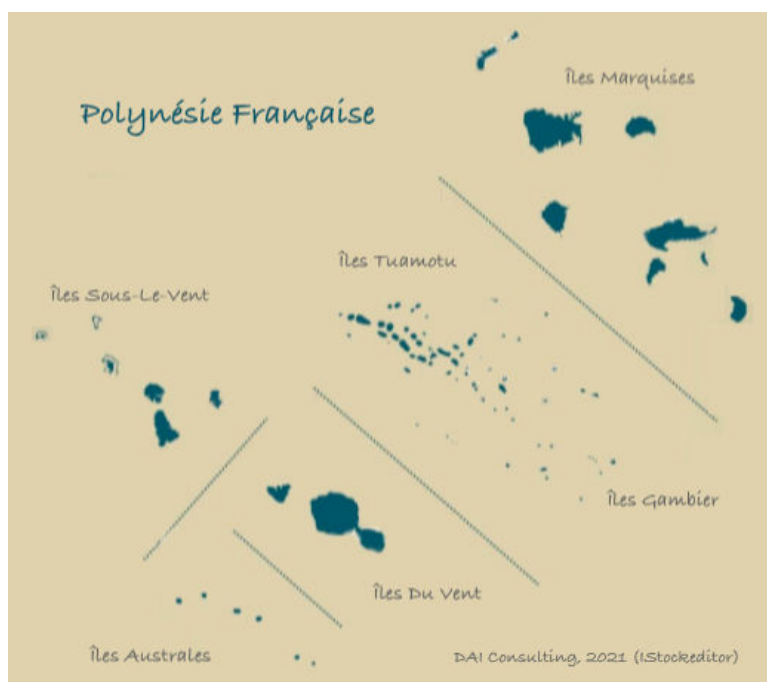 Îles Marquises
Polynésie Française
Îles Tuamotu
Îles Sous-Le-Vent
Îles Gambier
Îles Du Vent
Îles Australes
DAI Consulting, 2021 (IStockeditor)